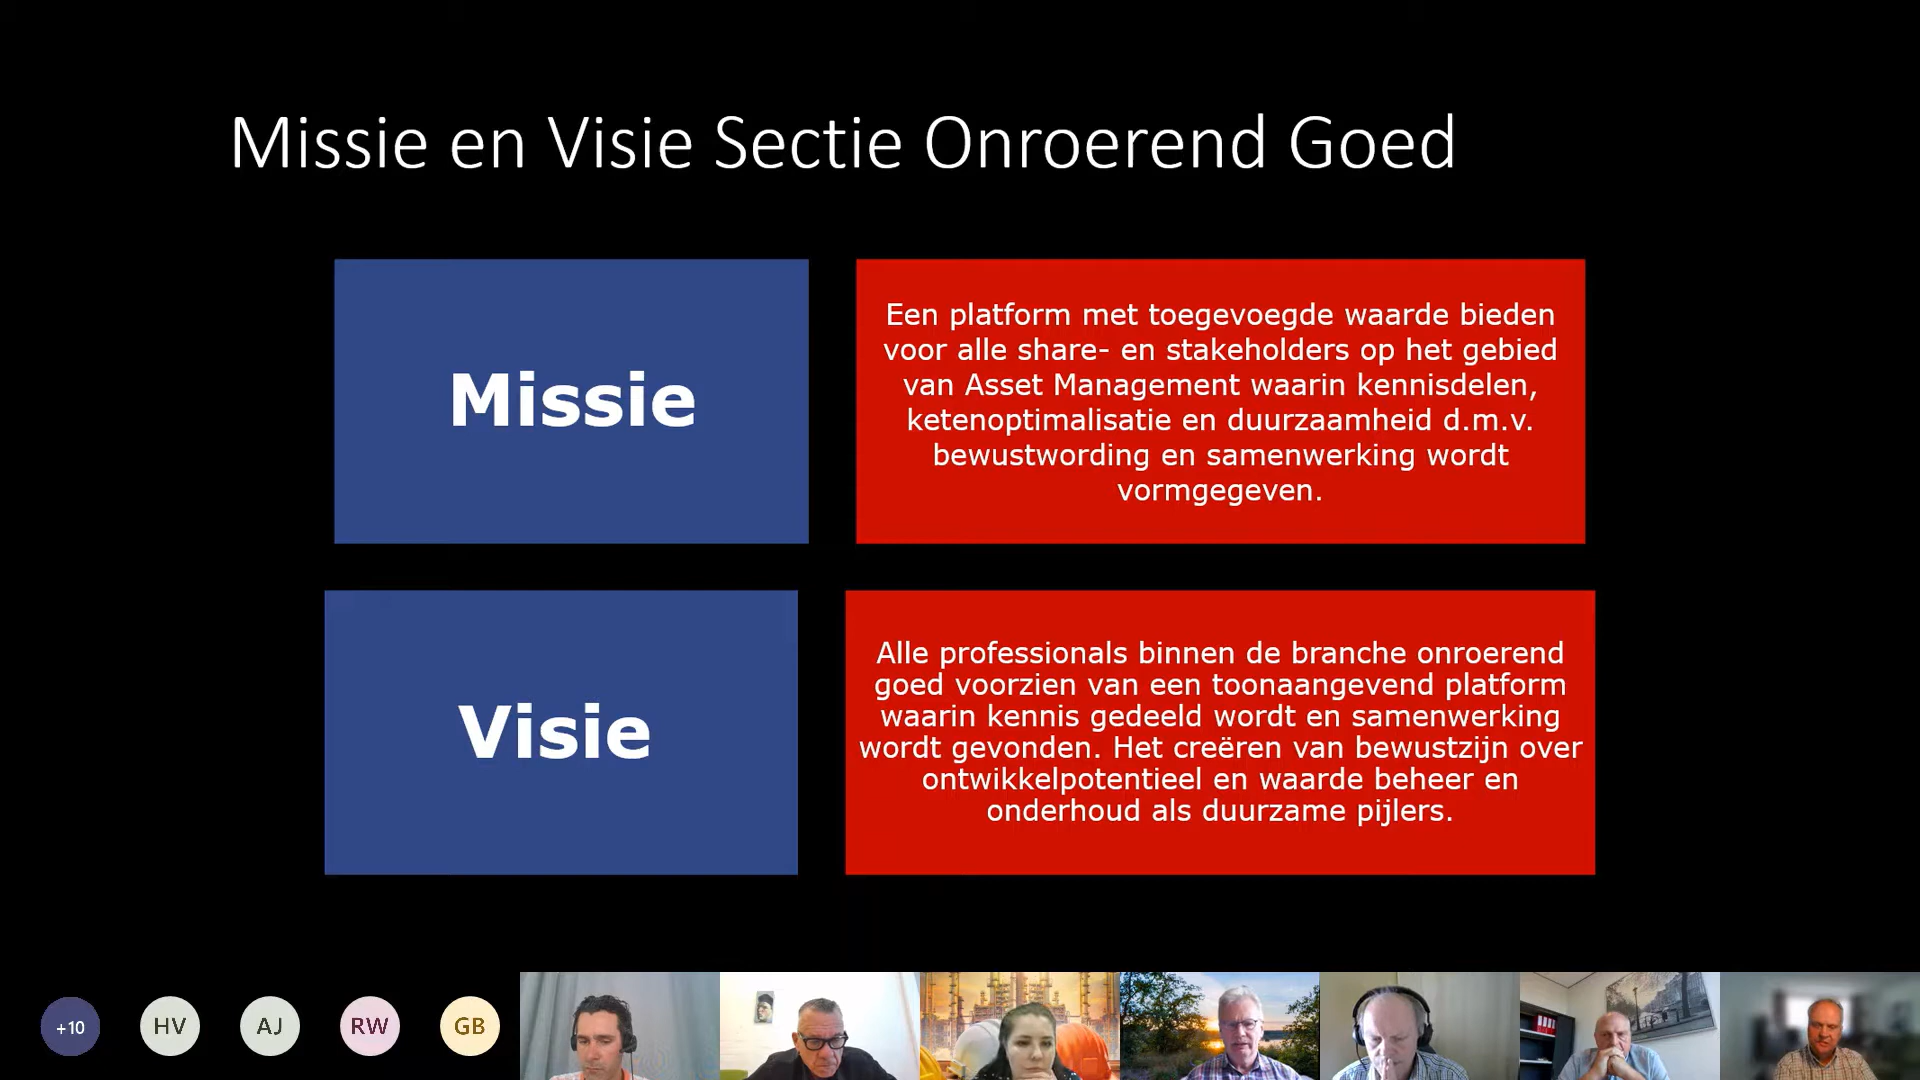 Missie en Visie Sectie Onroerend Goed
Missie
Een platform met toegevoegde waarde bieden
voor alle share- en stakeholders op het gebied
van Asset Management waarin kennisdelen,
ketenoptimalisatie en duurzaamheid d.m.v.
bewustwording en samenwerking wordt
vormgegeven.
Visie
Alle professionals binnen de branche onroerend
goed voorzien van een toonaangevend platform
waarin kennis gedeeld wordt en samenwerking
wordt gevonden. Het creëren van bewustzijn over
ontwikkelpotentieel en waarde beheer en
onderhoud als duurzame pijlers.
+10
HV
AJ
RW
GB